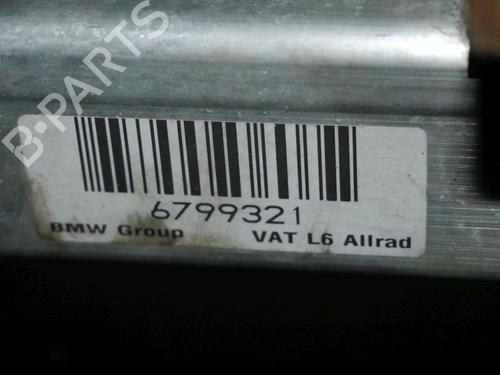 B-PARTS
6799321
BMW Group VAT L6 Allrad